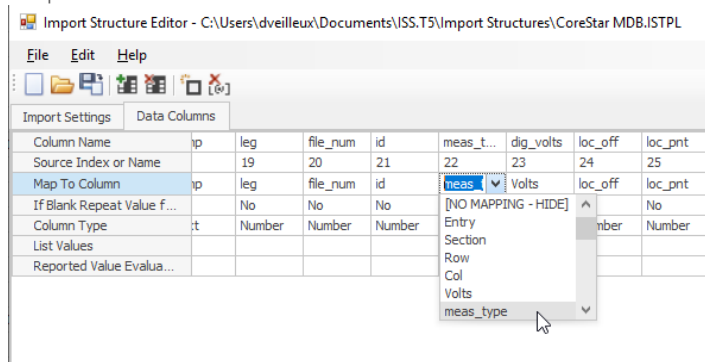 Import Structure Editor - C:\Users\dveilleux\Documents\ISS.T5\Import Structures\CoreStar MDB.ISTPL
File Edit Help
Import Settings Data Columns
Column Name leg file_num id meas_t... dig_volts loc_off loc_pnt
Source Index or Name 19 20 21 22 23 24 25
Map To Column leg file_num id meas_ Volts loc_off loc_pnt
If Blank Repeat Value f... No No No No
[NO MAPPING - HIDE]
Column Type Number Number Number Number
Entry
List Values
Section
Reported Value Evalua...
Row
Col
Volts
meas_type